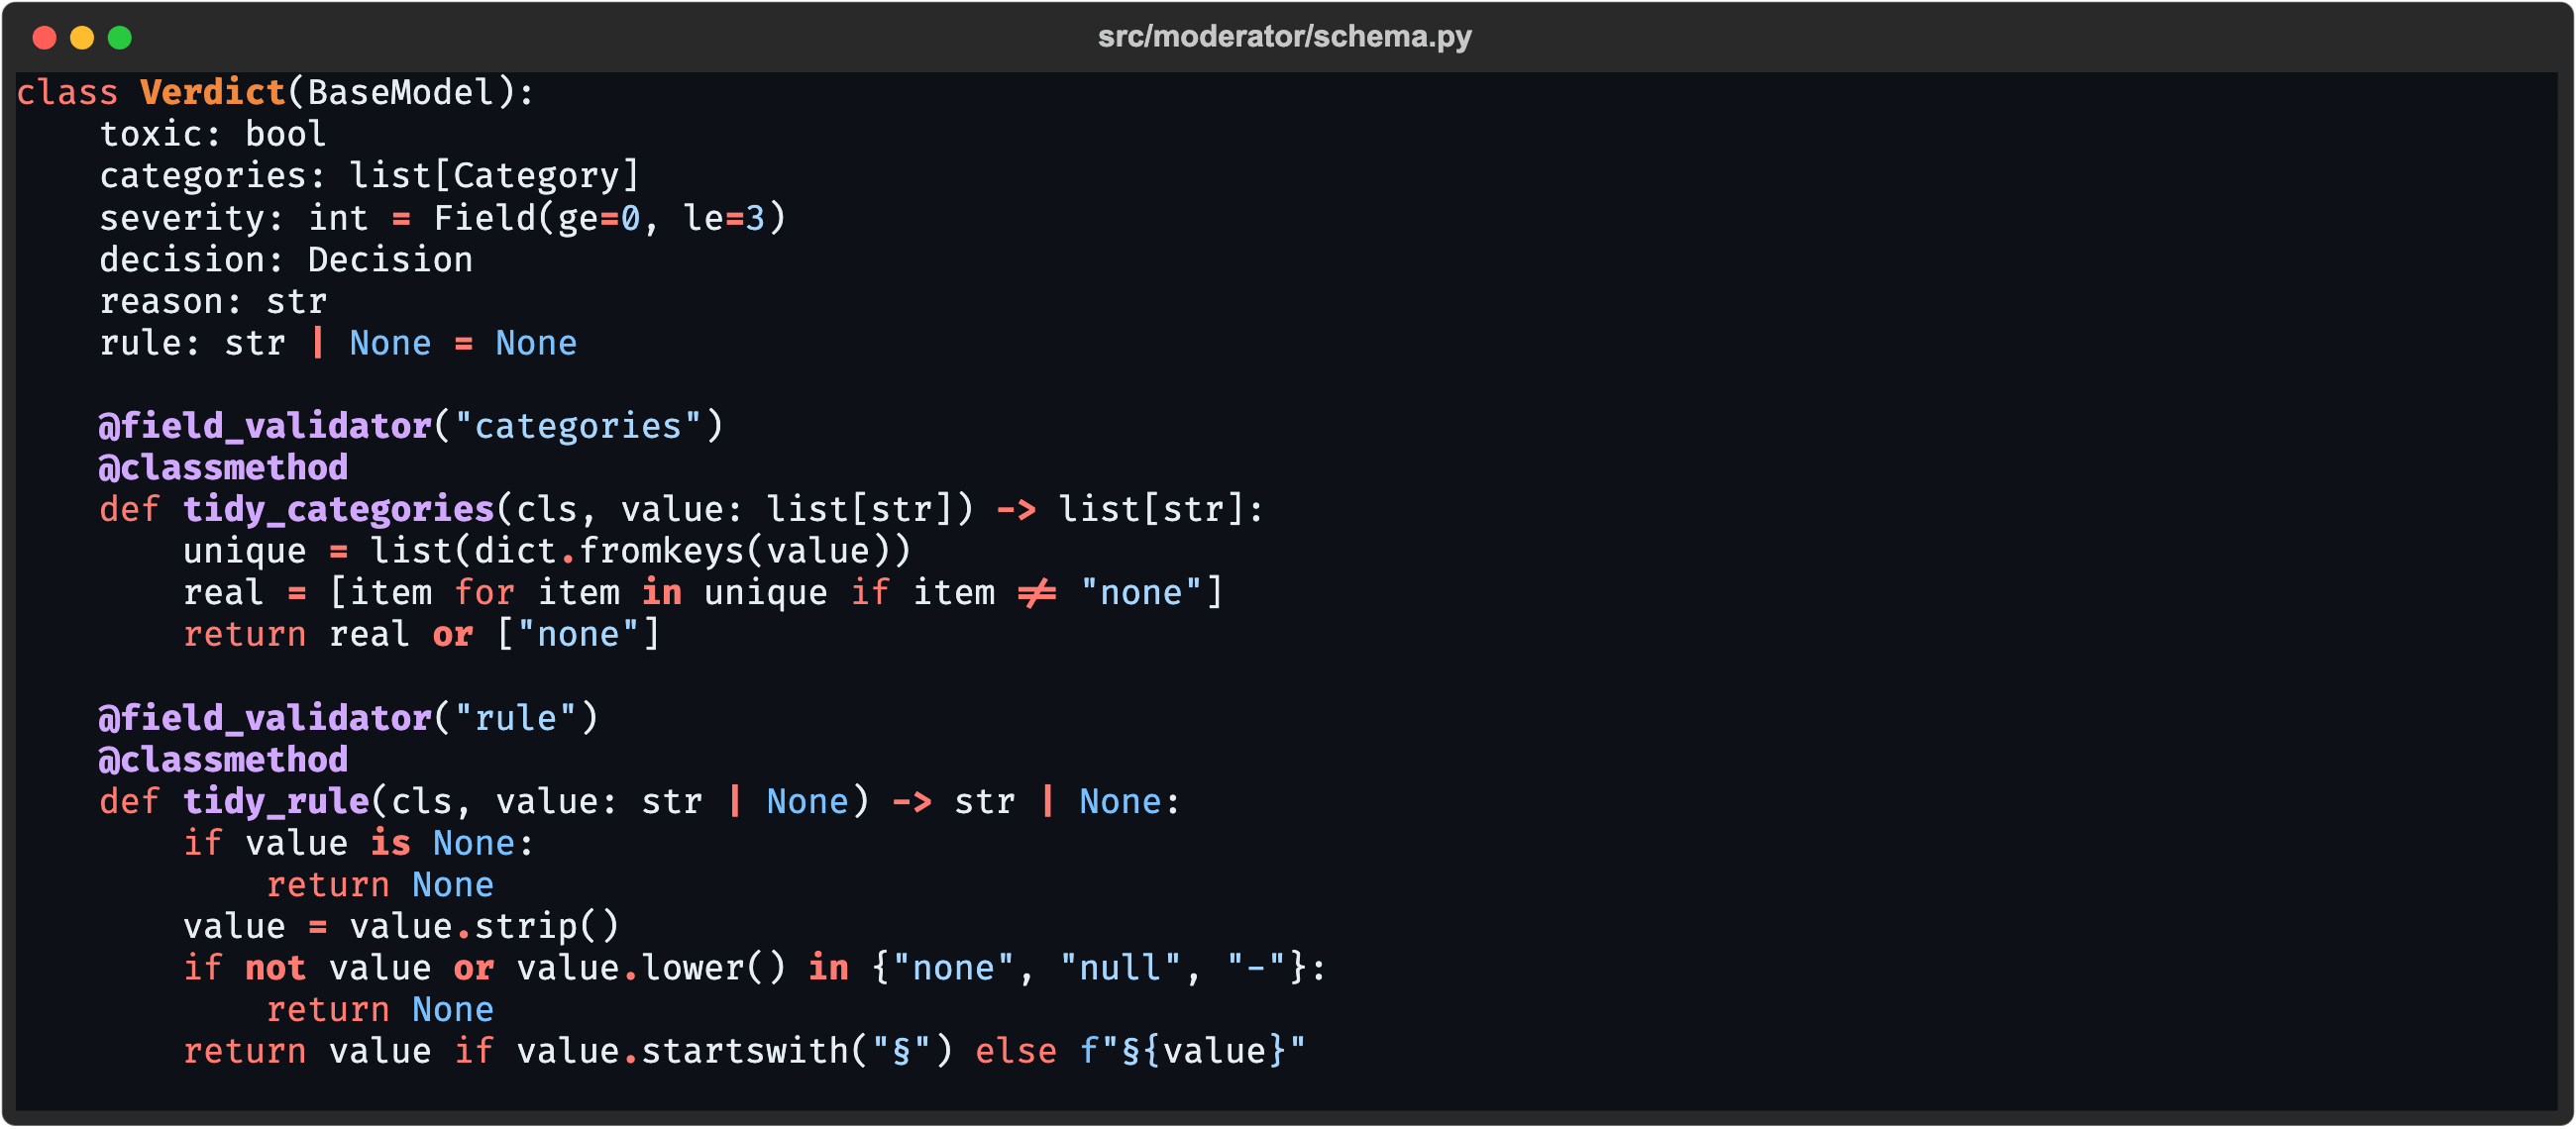 src/moderator/schema.py
class Verdict(BaseModel):
    toxic: bool
    categories: list[Category]
    severity: int = Field(ge=0, le=3)
    decision: Decision
    reason: str
    rule: str | None = None

    @field_validator("categories")
    @classmethod
    def tidy_categories(cls, value: list[str]) -> list[str]:
        unique = list(dict.fromkeys(value))
        real = [item for item in unique if item != "none"]
        return real or ["none"]

    @field_validator("rule")
    @classmethod
    def tidy_rule(cls, value: str | None) -> str | None:
        if value is None:
            return None
        value = value.strip()
        if not value or value.lower() in {"none", "null", "-"}:
            return None
        return value if value.startswith("§") else f"§{value}"